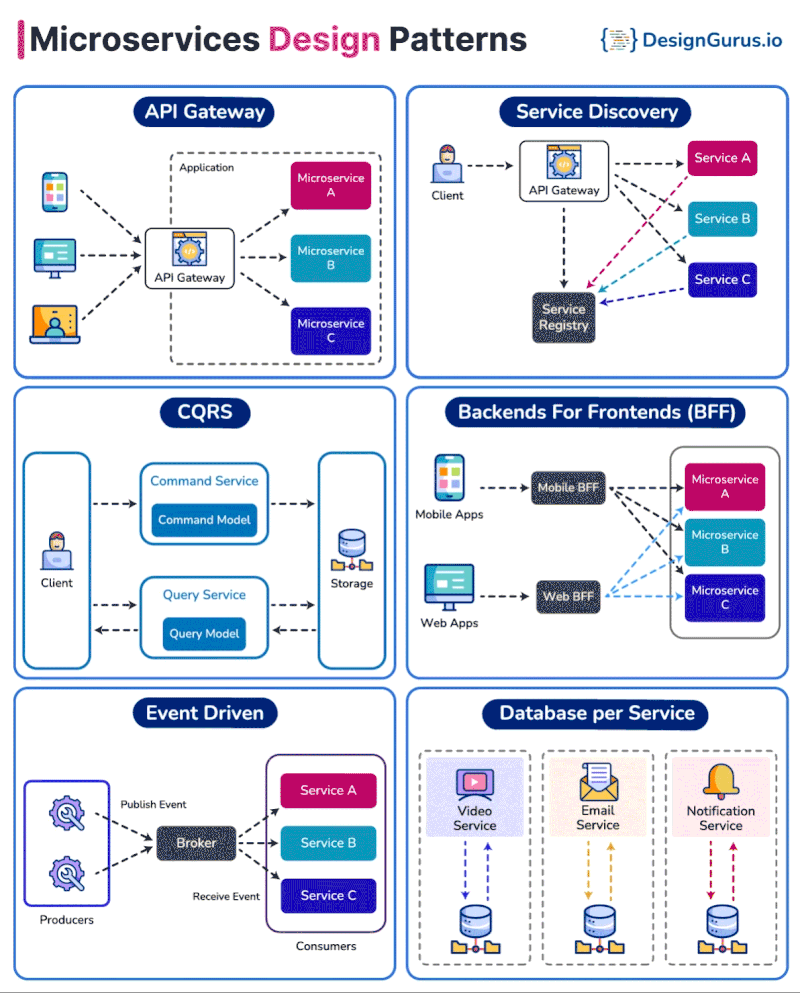 Microservices Design Patterns
{} DesignGurus.io
API Gateway
Application
Microservice
A
API Gateway
Microservice
B
Microservice
C
Service Discovery
Client
API Gateway
Service A
Service B
Service C
Service
Registry
CQRS
Client
Command Service
Command Model
Query Service
Query Model
Storage
Backends For Frontends (BFF)
Mobile Apps
Mobile BFF
Web Apps
Web BFF
Microservice
A
Microservice
B
Microservice
C
Event Driven
Producers
Publish Event
Broker
Receive Event
Service A
Service B
Service C
Consumers
Database per Service
Video
Service
Email
Service
Notification
Service